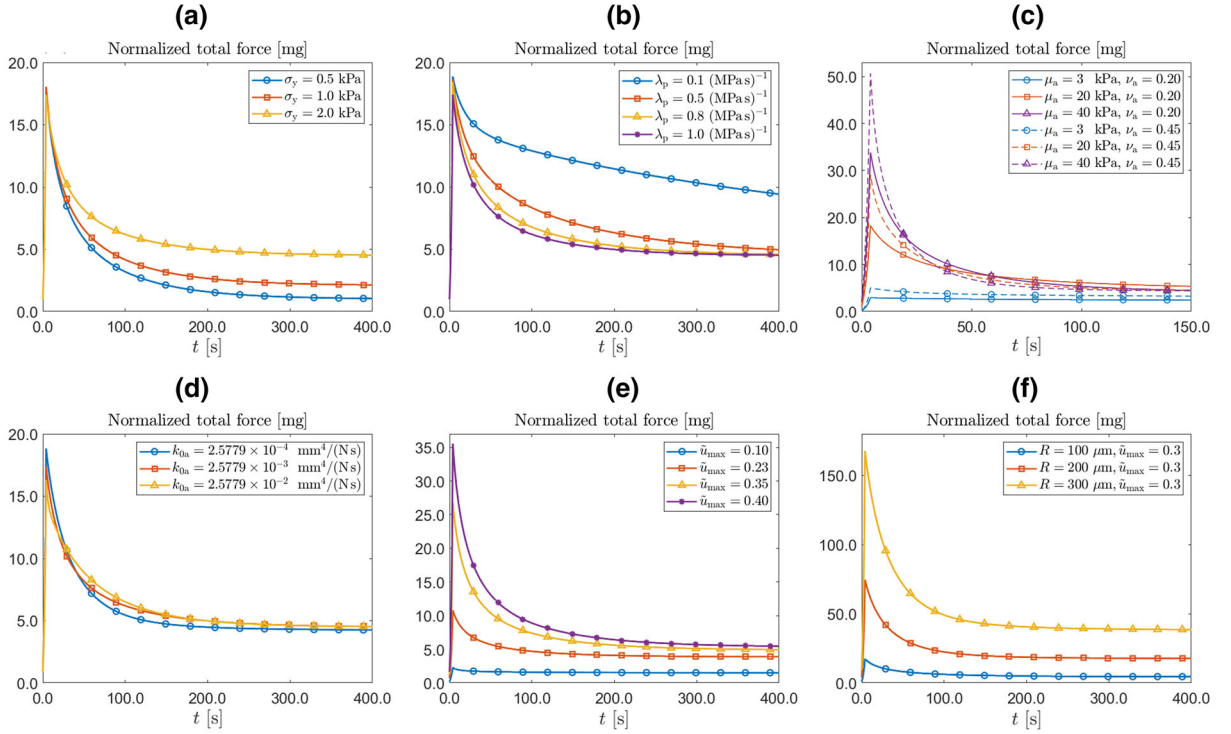 (a)
Normalized total force [mg]
20.0
15.0
10.0
5.0
0.0
0.0 100.0 200.0 300.0 400.0
t [s]
σy = 0.5 kPa
σy = 1.0 kPa
σy = 2.0 kPa
(b)
Normalized total force [mg]
20.0
15.0
10.0
5.0
0.0
0.0 100.0 200.0 300.0 400.0
t [s]
λp = 0.1 (MPa s)⁻¹
λp = 0.5 (MPa s)⁻¹
λp = 0.8 (MPa s)⁻¹
λp = 1.0 (MPa s)⁻¹
(c)
Normalized total force [mg]
50.0
40.0
30.0
20.0
10.0
0.0
0.0 50.0 100.0 150.0
t [s]
μa = 3 kPa, νa = 0.20
μa = 20 kPa, νa = 0.20
μa = 40 kPa, νa = 0.20
μa = 3 kPa, νa = 0.45
μa = 20 kPa, νa = 0.45
μa = 40 kPa, νa = 0.45
(d)
Normalized total force [mg]
20.0
15.0
10.0
5.0
0.0
0.0 100.0 200.0 300.0 400.0
t [s]
k0a = 2.5779 × 10⁻⁴ mm⁴/(Ns)
k0a = 2.5779 × 10⁻³ mm⁴/(Ns)
k0a = 2.5779 × 10⁻² mm⁴/(Ns)
(e)
Normalized total force [mg]
35.0
30.0
25.0
20.0
15.0
10.0
5.0
0.0
0.0 100.0 200.0 300.0 400.0
t [s]
ũmax = 0.10
ũmax = 0.23
ũmax = 0.35
ũmax = 0.40
(f)
Normalized total force [mg]
150.0
100.0
50.0
0.0
0.0 100.0 200.0 300.0 400.0
t [s]
R = 100 μm, ũmax = 0.3
R = 200 μm, ũmax = 0.3
R = 300 μm, ũmax = 0.3